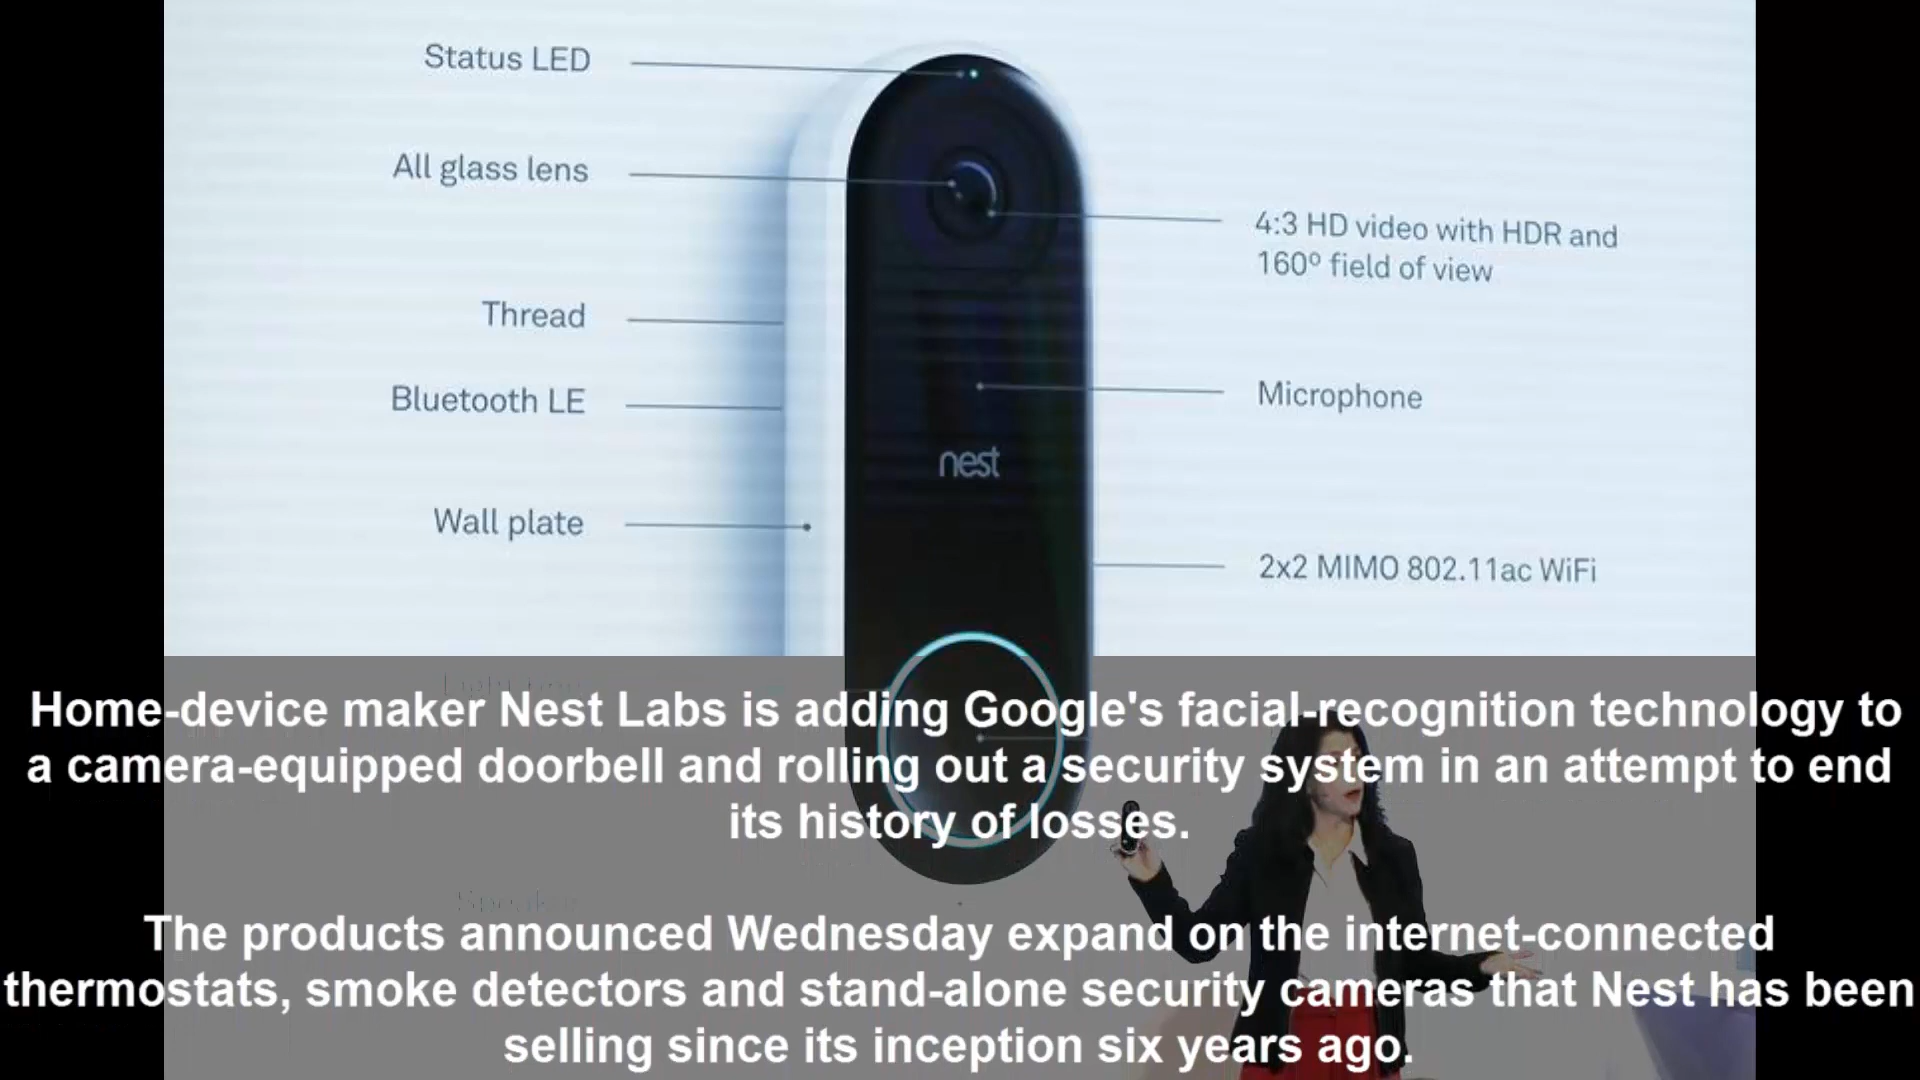 Status LED
All glass lens
4:3 HD video with HDR and
160º field of view
Thread
Bluetooth LE
Microphone
nest
Wall plate
2x2 MIMO 802.11ac WiFi
Home-device maker Nest Labs is adding Google's facial-recognition technology to
a camera-equipped doorbell and rolling out a security system in an attempt to end
its history of losses.
The products announced Wednesday expand on the internet-connected
thermostats, smoke detectors and stand-alone security cameras that Nest has been
selling since its inception six years ago.